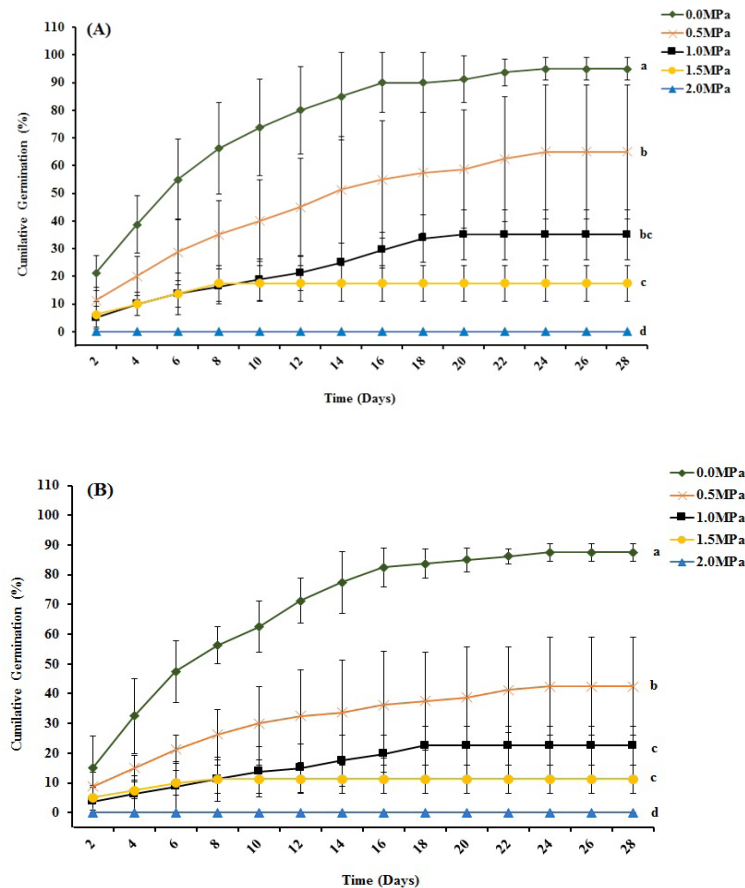 (A)
0.0MPa
0.5MPa
1.0MPa
1.5MPa
2.0MPa
Cumulative Germination (%)
110
100
90
80
70
60
50
40
30
20
10
0
a
b
bc
c
d
2 4 6 8 10 12 14 16 18 20 22 24 26 28
Time (Days)
(B)
0.0MPa
0.5MPa
1.0MPa
1.5MPa
2.0MPa
Cumulative Germination (%)
110
100
90
80
70
60
50
40
30
20
10
0
a
b
c
c
d
2 4 6 8 10 12 14 16 18 20 22 24 26 28
Time (Days)